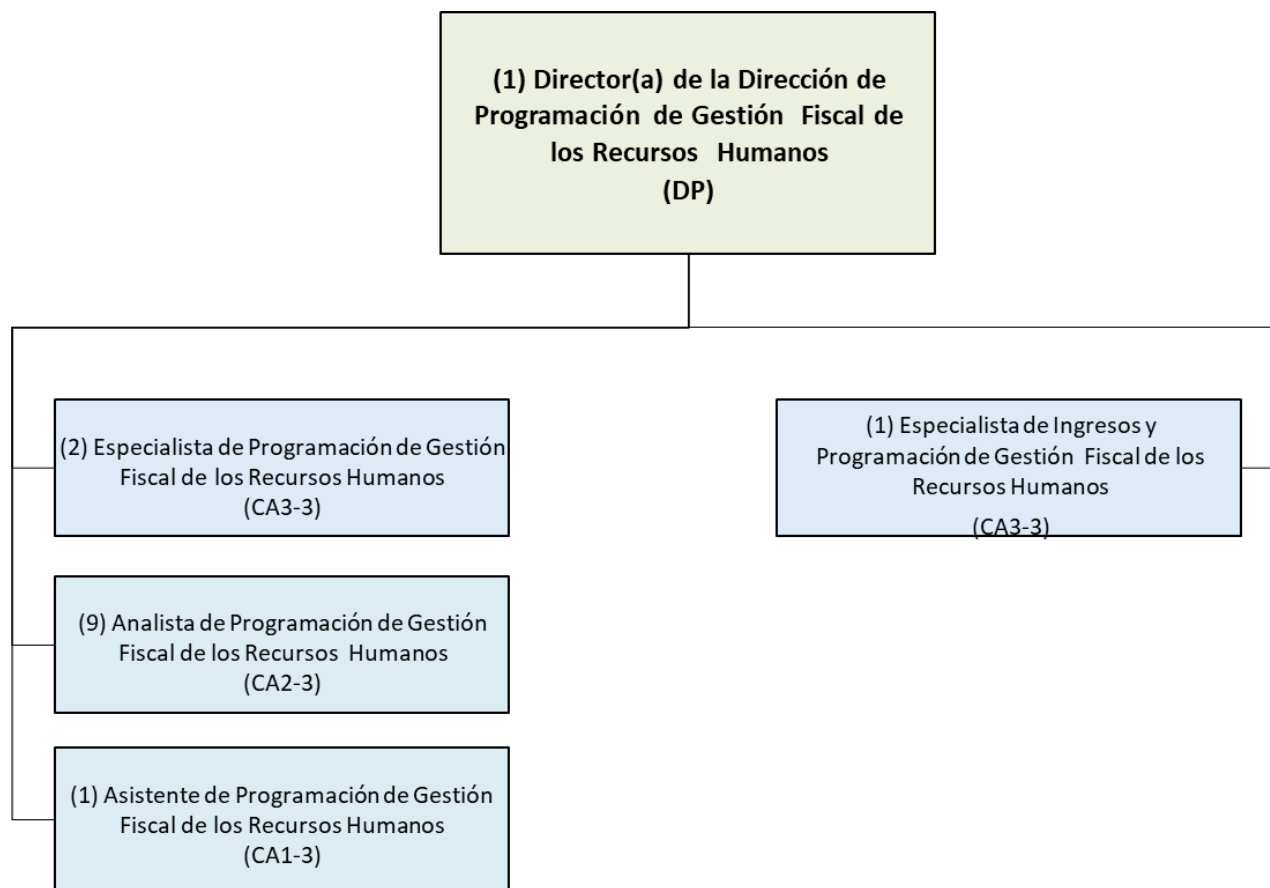 (1) Director(a) de la Dirección de
Programación de Gestión Fiscal de
los Recursos Humanos
(DP)
(2) Especialista de Programación de Gestión
Fiscal de los Recursos Humanos
(CA3-3)
(1) Especialista de Ingresos y
Programación de Gestión Fiscal de los
Recursos Humanos
(CA3-3)
(9) Analista de Programación de Gestión
Fiscal de los Recursos Humanos
(CA2-3)
(1) Asistente de Programación de Gestión
Fiscal de los Recursos Humanos
(CA1-3)